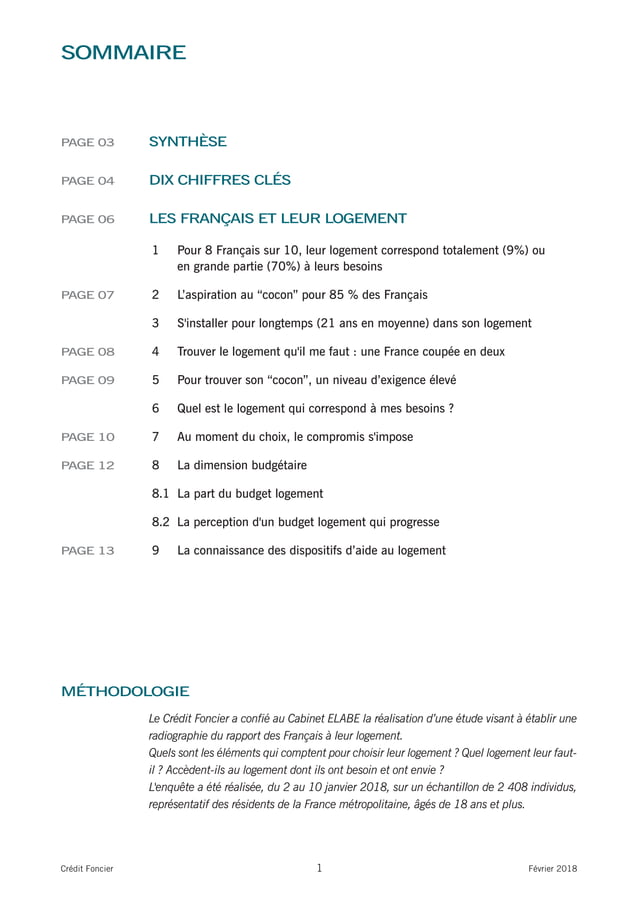 SOMMAIRE
PAGE 03 SYNTHÈSE
PAGE 04 DIX CHIFFRES CLÉS
PAGE 06 LES FRANÇAIS ET LEUR LOGEMENT
1 Pour 8 Français sur 10, leur logement correspond totalement (9%) ou
en grande partie (70%) à leurs besoins
PAGE 07 2 L’aspiration au “cocon” pour 85 % des Français
3 S'installer pour longtemps (21 ans en moyenne) dans son logement
PAGE 08 4 Trouver le logement qu'il me faut : une France coupée en deux
PAGE 09 5 Pour trouver son “cocon”, un niveau d’exigence élevé
6 Quel est le logement qui correspond à mes besoins ?
PAGE 10 7 Au moment du choix, le compromis s'impose
PAGE 12 8 La dimension budgétaire
8.1 La part du budget logement
8.2 La perception d'un budget logement qui progresse
PAGE 13 9 La connaissance des dispositifs d’aide au logement
MÉTHODOLOGIE
Le Crédit Foncier a confié au Cabinet ELABE la réalisation d’une étude visant à établir une
radiographie du rapport des Français à leur logement.
Quels sont les éléments qui comptent pour choisir leur logement ? Quel logement leur faut-
il ? Accèdent-ils au logement dont ils ont besoin et ont envie ?
L'enquête a été réalisée, du 2 au 10 janvier 2018, sur un échantillon de 2 408 individus,
représentatif des résidents de la France métropolitaine, âgés de 18 ans et plus.
Crédit Foncier 1 Février 2018